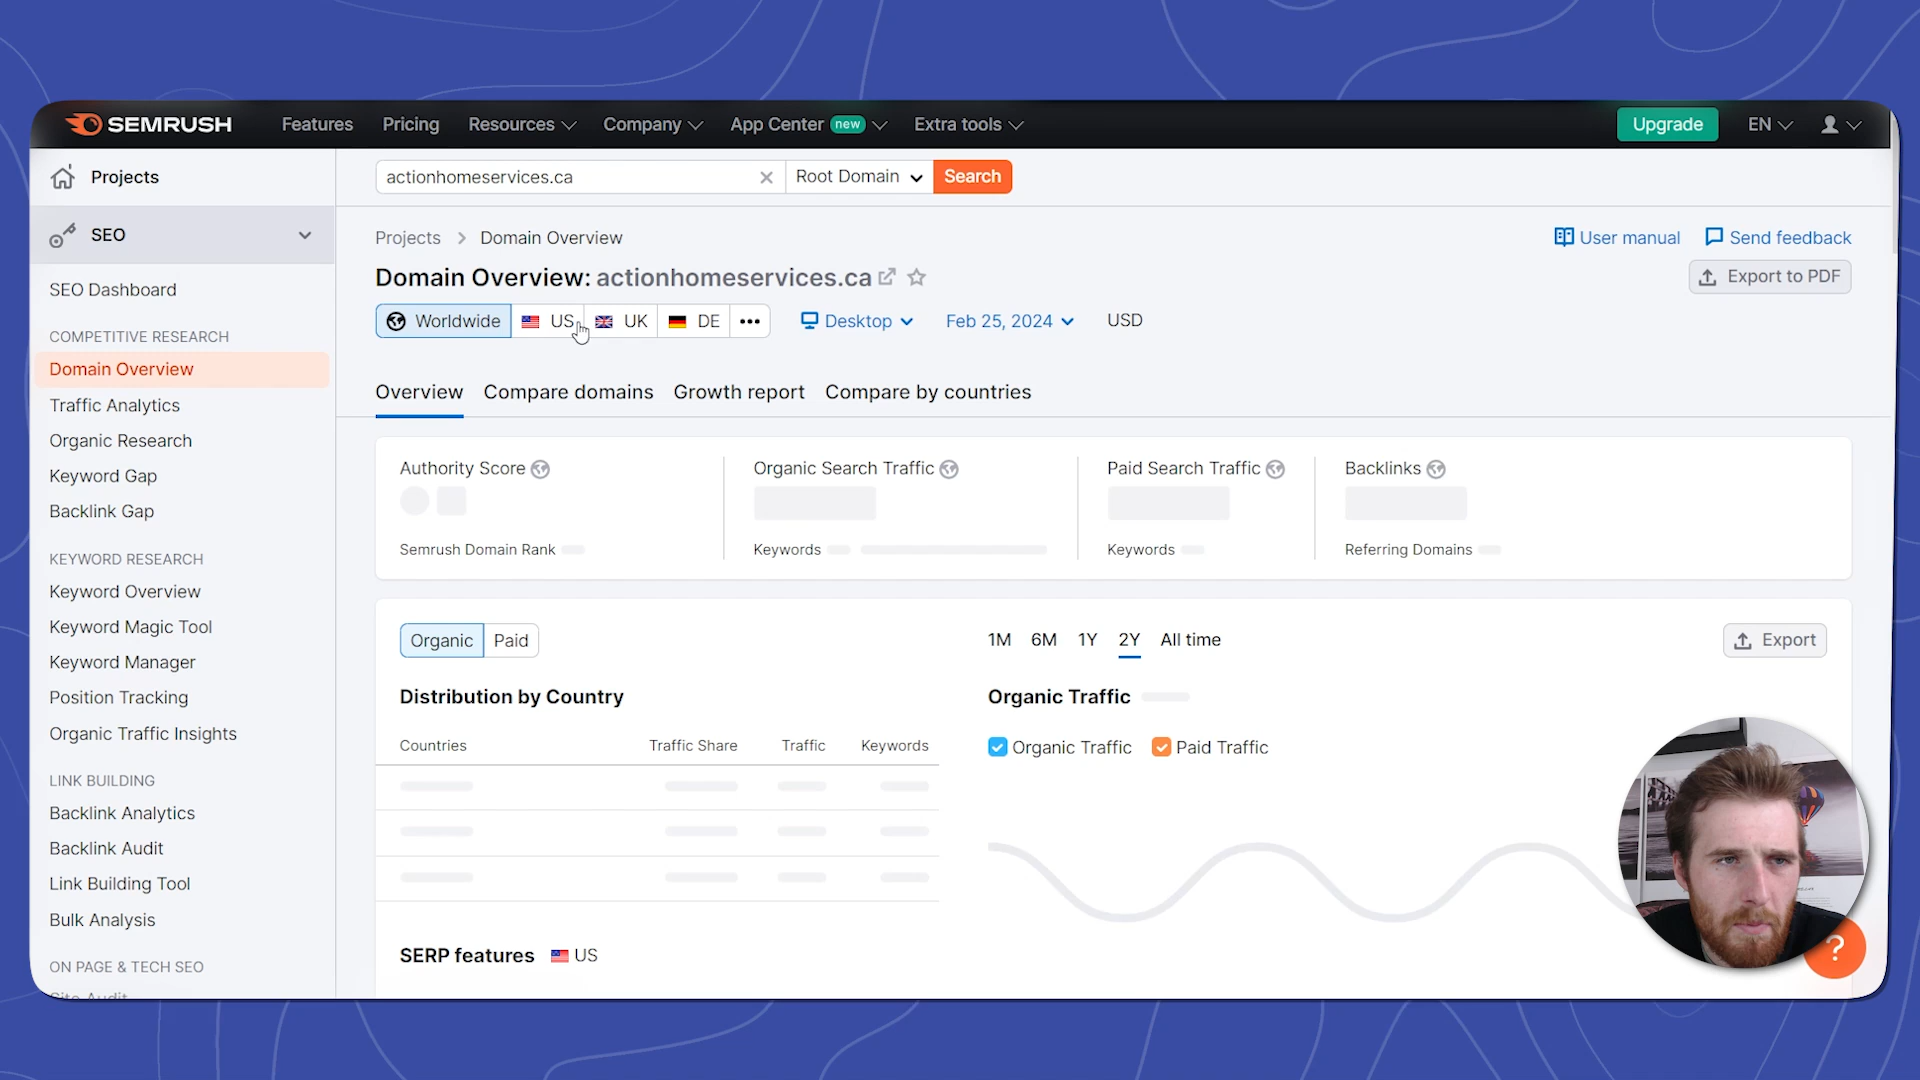 SEMRUSH Features Pricing Resources Company App Center new Extra tools Upgrade EN
Projects
SEO
SEO Dashboard
COMPETITIVE RESEARCH
Domain Overview
Traffic Analytics
Organic Research
Keyword Gap
Backlink Gap
KEYWORD RESEARCH
Keyword Overview
Keyword Magic Tool
Keyword Manager
Position Tracking
Organic Traffic Insights
LINK BUILDING
Backlink Analytics
Backlink Audit
Link Building Tool
Bulk Analysis
ON PAGE & TECH SEO
Site Audit
actionhomeservices.ca Root Domain Search
Projects > Domain Overview User manual Send feedback
Domain Overview: actionhomeservices.ca Export to PDF
Worldwide US UK DE ••• Desktop Feb 25, 2024 USD
Overview Compare domains Growth report Compare by countries
Authority Score Organic Search Traffic Paid Search Traffic Backlinks
Semrush Domain Rank Keywords Keywords Referring Domains
Organic Paid 1M 6M 1Y 2Y All time Export
Distribution by Country Organic Traffic
Countries Traffic Share Traffic Keywords Organic Traffic Paid Traffic
SERP features US
?